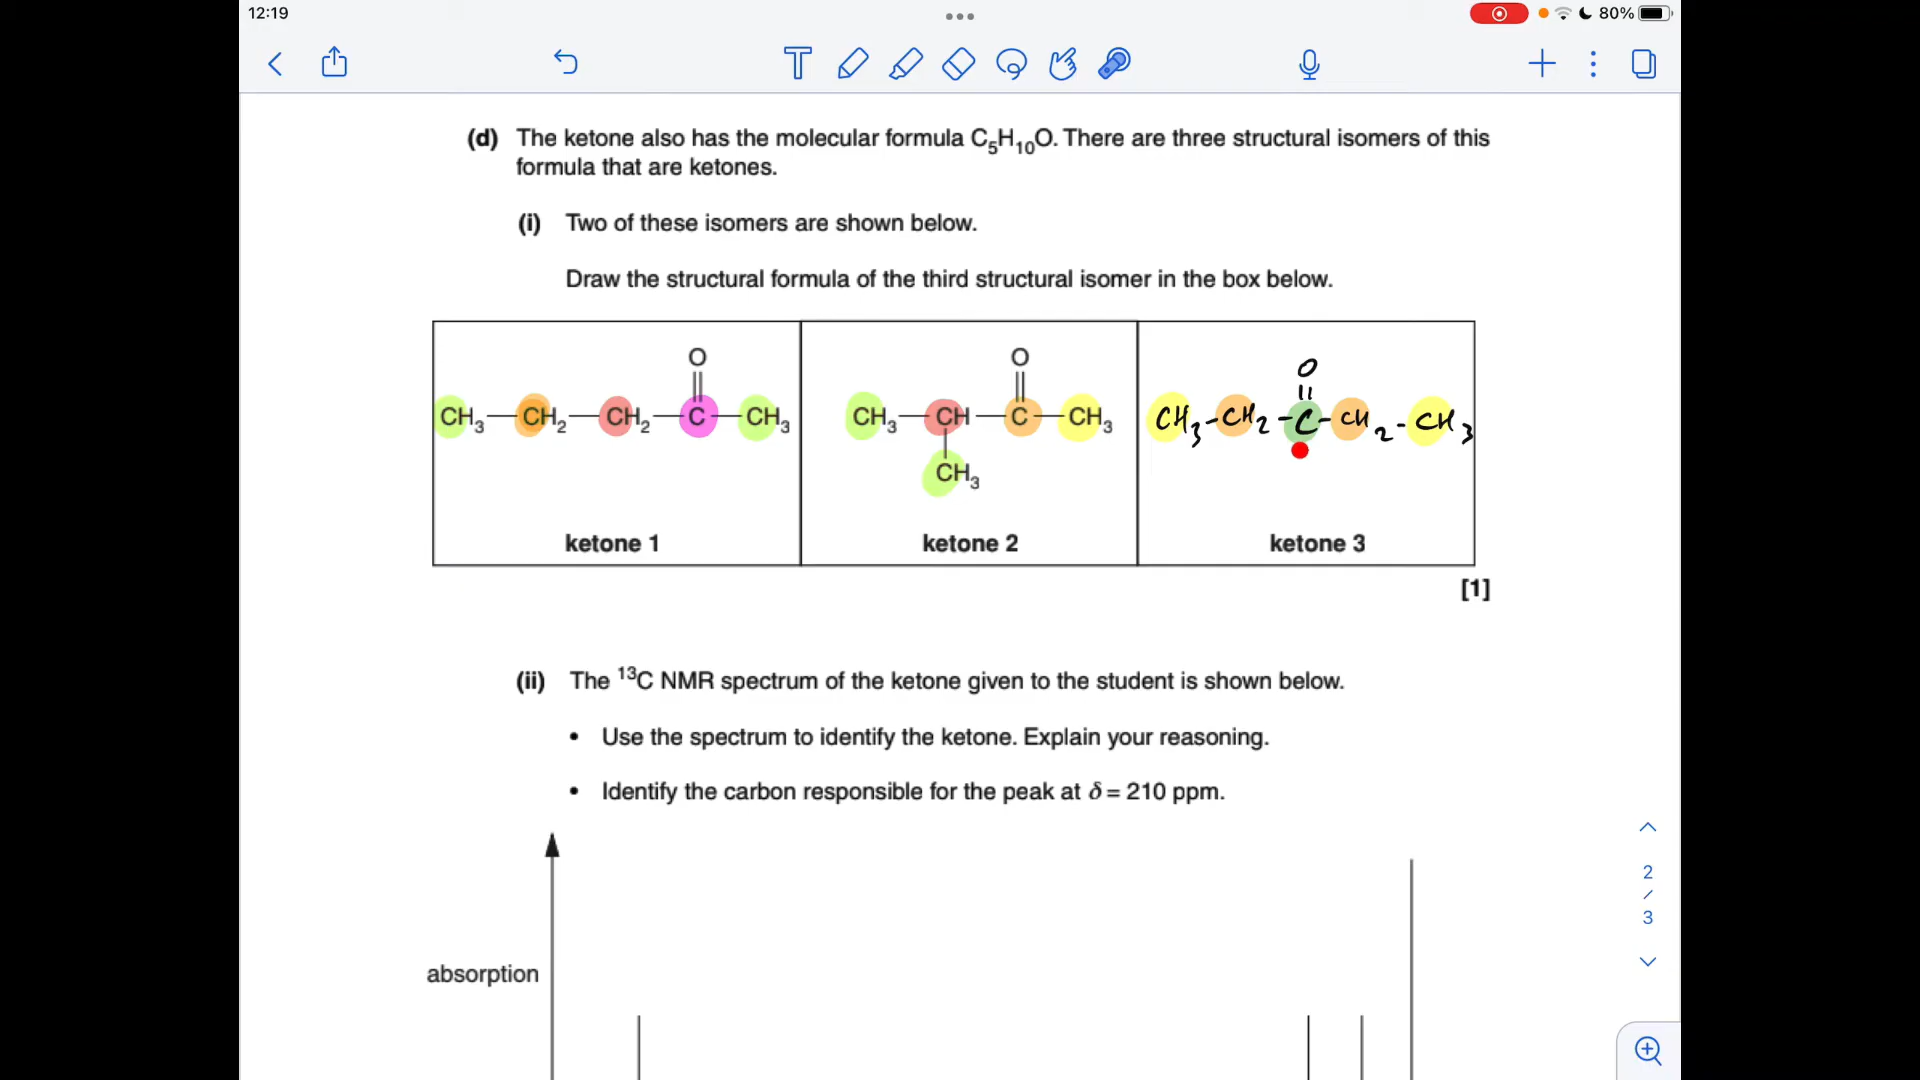 12:19
80%
(d) The ketone also has the molecular formula C₅H₁₀O. There are three structural isomers of this
formula that are ketones.
(i) Two of these isomers are shown below.
Draw the structural formula of the third structural isomer in the box below.
O
CH₃—CH₂—CH₂—C—CH₃
ketone 1
O
CH₃—CH—C—CH₃
CH₃
ketone 2
O
CH₃-CH₂-C-CH₂-CH₃
ketone 3
[1]
(ii) The ¹³C NMR spectrum of the ketone given to the student is shown below.
• Use the spectrum to identify the ketone. Explain your reasoning.
• Identify the carbon responsible for the peak at δ = 210 ppm.
absorption
2
/
3